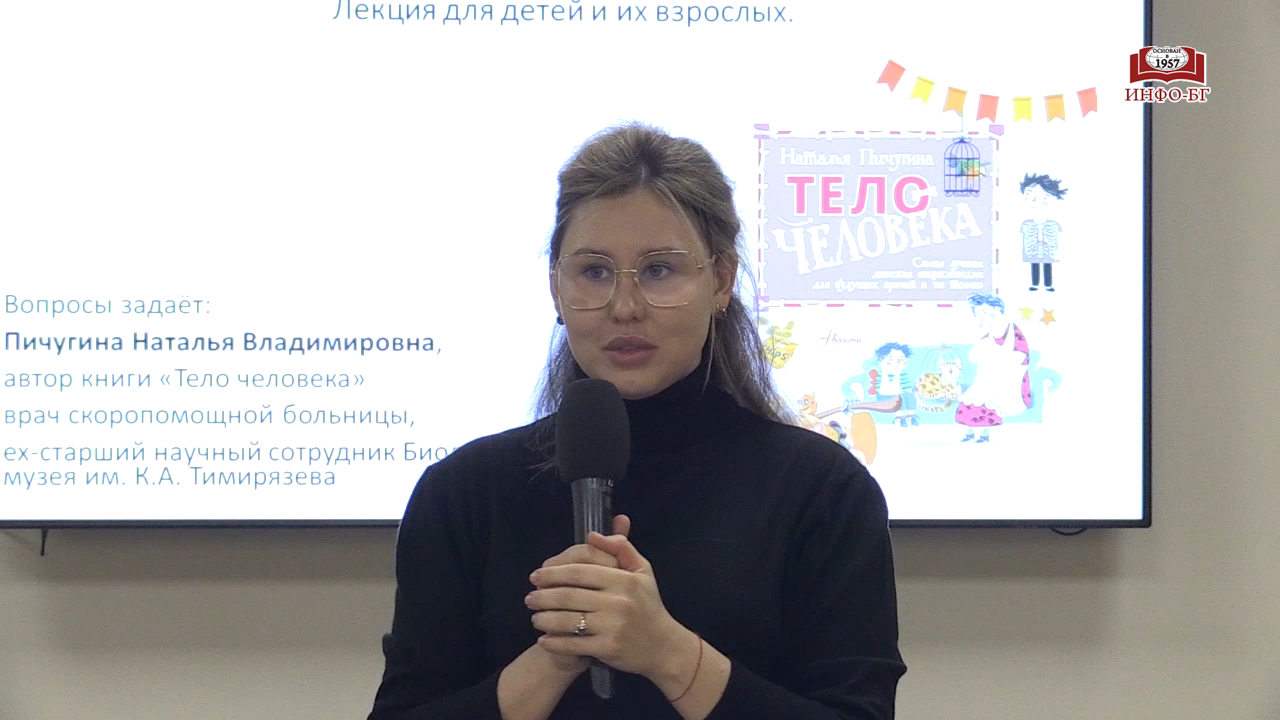 Лекция для детей и их взрослых.
ОСНОВАН
В
1957
ИНФО-БГ
Наталья Пичугина
ТЕЛО
ЧЕЛОВЕКА
Вопросы задаёт:
Пичугина Наталья Владимировна,
автор книги «Тело человека»
врач скоропомощной больницы,
ех-старший научный сотрудник Био
музея им. К.А. Тимирязева